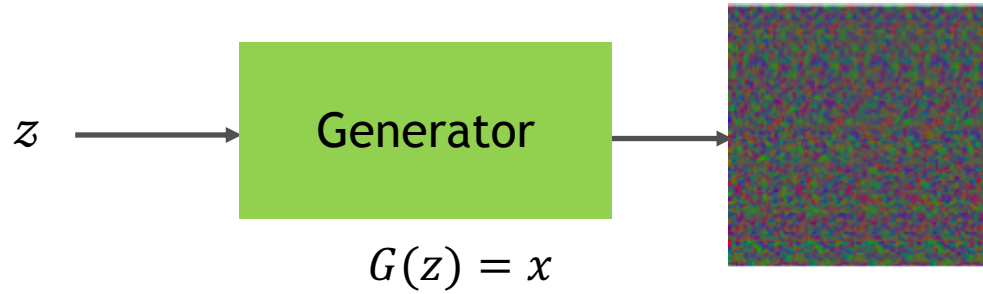 z
Generator
G(z) = x